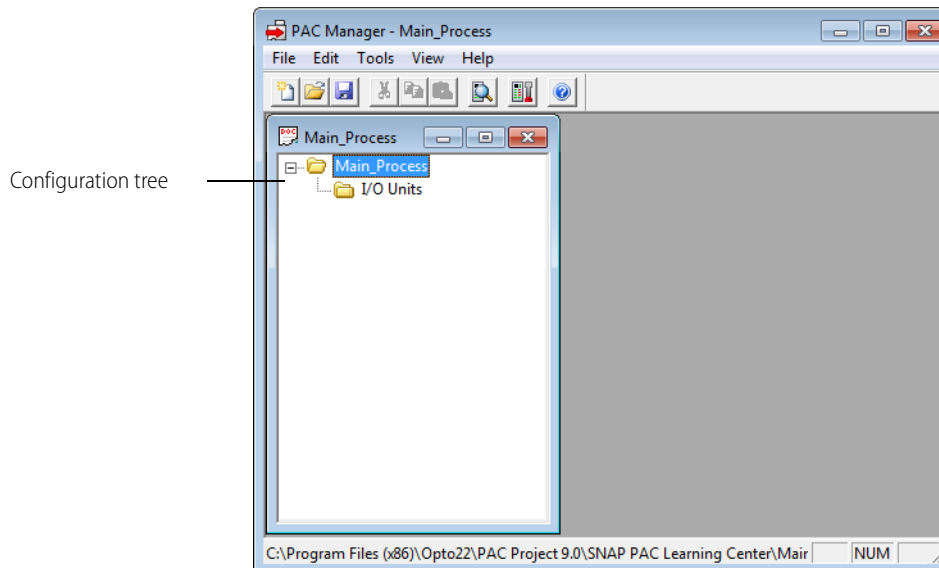 PAC Manager - Main_Process
File Edit Tools View Help
Main_Process
Configuration tree
Main_Process
I/O Units
C:\Program Files (x86)\Opto22\PAC Project 9.0\SNAP PAC Learning Center\Mair
NUM